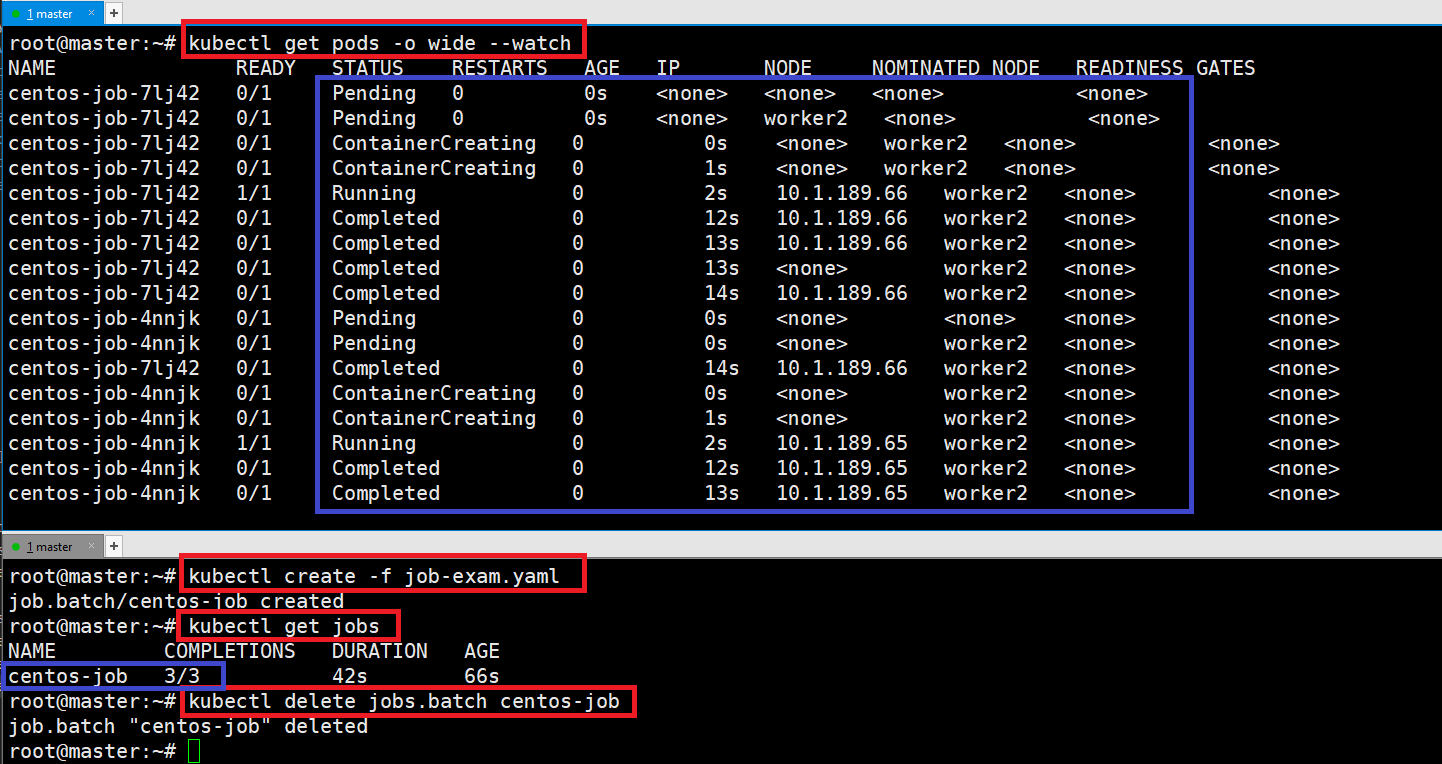 1 master × +
root@master:~# kubectl get pods -o wide --watch
NAME READY STATUS RESTARTS AGE IP NODE NOMINATED NODE READINESS GATES
centos-job-7lj42 0/1 Pending 0 0s <none> <none> <none> <none>
centos-job-7lj42 0/1 Pending 0 0s <none> worker2 <none> <none>
centos-job-7lj42 0/1 ContainerCreating 0 0s <none> worker2 <none> <none>
centos-job-7lj42 0/1 ContainerCreating 0 1s <none> worker2 <none> <none>
centos-job-7lj42 1/1 Running 0 2s 10.1.189.66 worker2 <none> <none>
centos-job-7lj42 0/1 Completed 0 12s 10.1.189.66 worker2 <none> <none>
centos-job-7lj42 0/1 Completed 0 13s 10.1.189.66 worker2 <none> <none>
centos-job-7lj42 0/1 Completed 0 13s <none> worker2 <none> <none>
centos-job-7lj42 0/1 Completed 0 14s 10.1.189.66 worker2 <none> <none>
centos-job-4nnjk 0/1 Pending 0 0s <none> <none> <none> <none>
centos-job-4nnjk 0/1 Pending 0 0s <none> worker2 <none> <none>
centos-job-7lj42 0/1 Completed 0 14s 10.1.189.66 worker2 <none> <none>
centos-job-4nnjk 0/1 ContainerCreating 0 0s <none> worker2 <none> <none>
centos-job-4nnjk 0/1 ContainerCreating 0 1s <none> worker2 <none> <none>
centos-job-4nnjk 1/1 Running 0 2s 10.1.189.65 worker2 <none> <none>
centos-job-4nnjk 0/1 Completed 0 12s 10.1.189.65 worker2 <none> <none>
centos-job-4nnjk 0/1 Completed 0 13s 10.1.189.65 worker2 <none> <none>
1 master × +
root@master:~# kubectl create -f job-exam.yaml
job.batch/centos-job created
root@master:~# kubectl get jobs
NAME COMPLETIONS DURATION AGE
centos-job 3/3 42s 66s
root@master:~# kubectl delete jobs.batch centos-job
job.batch "centos-job" deleted
root@master:~#